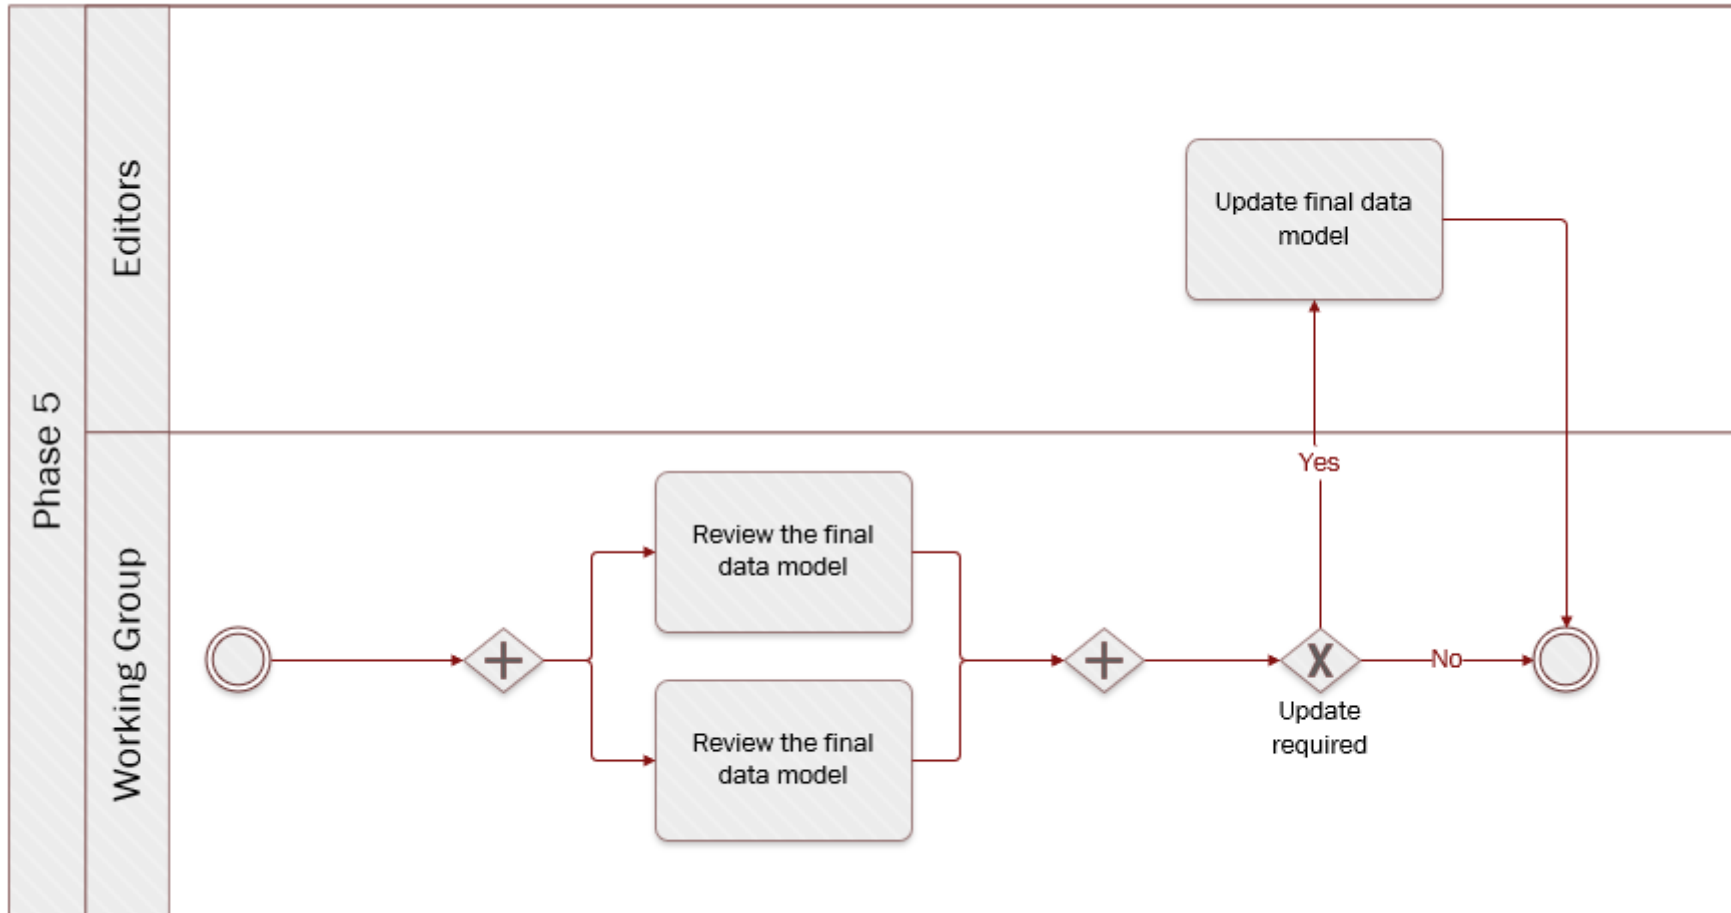 Phase 5
Editors
Working Group
Update final data
model
Yes
Review the final
data model
Review the final
data model
No
Update
required